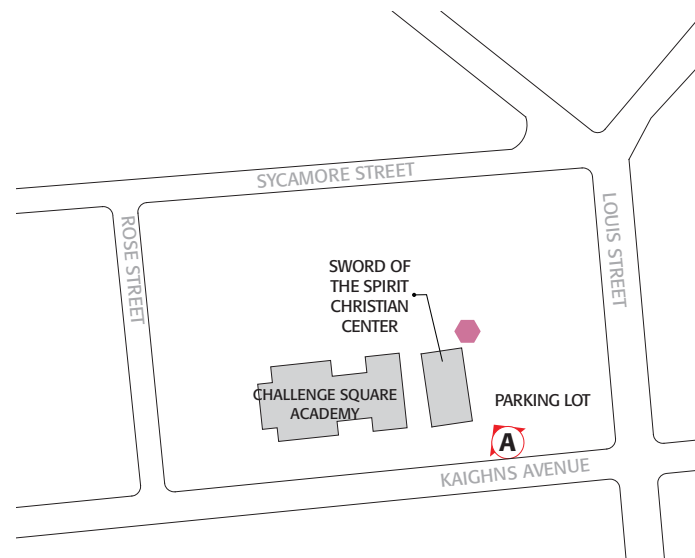 SYCAMORE STREET
ROSE STREET
LOUIS STREET
SWORD OF
THE SPIRIT
CHRISTIAN
CENTER
CHALLENGE SQUARE
ACADEMY
PARKING LOT
A
KAIGHNS AVENUE